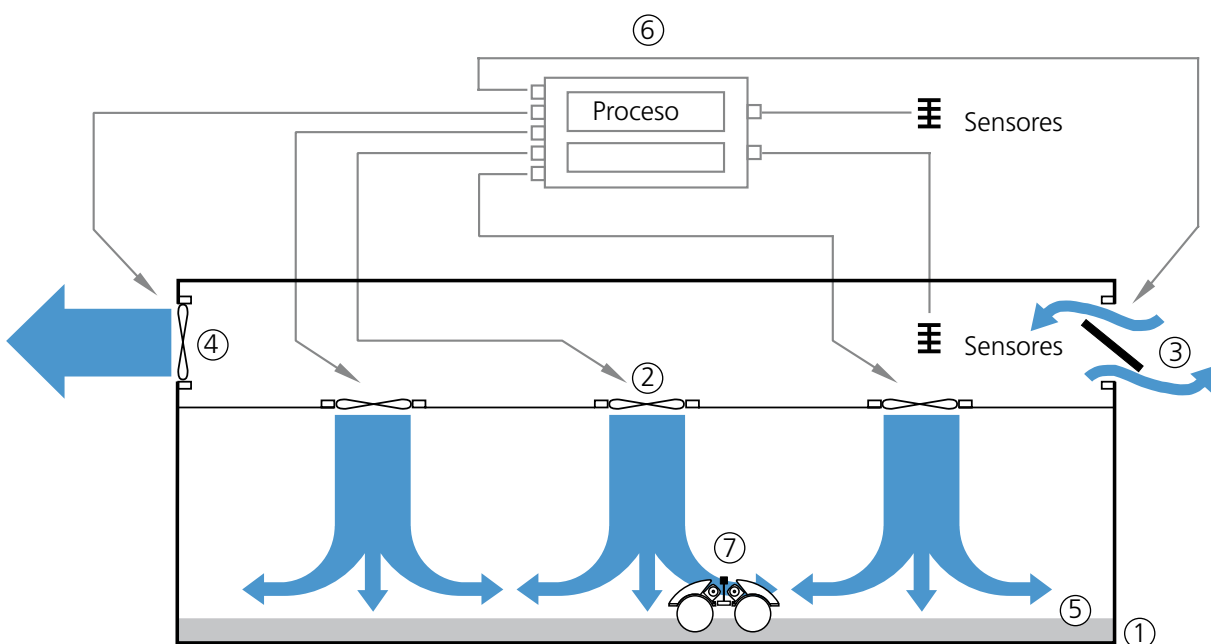 ⑥
Proceso
Sensores
④
②
Sensores
③
⑦
⑤
①